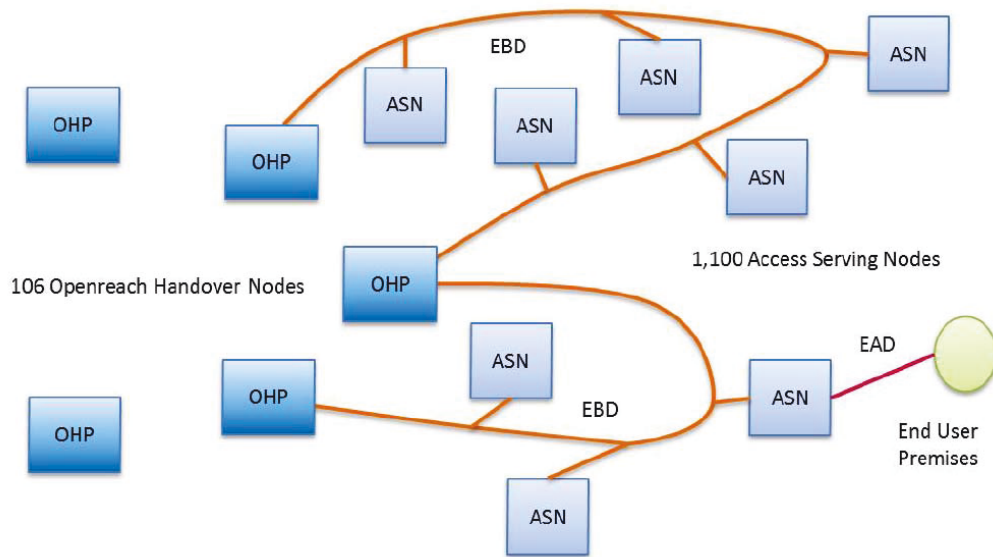 EBD
ASN
ASN
ASN
OHP
ASN
OHP
ASN
1,100 Access Serving Nodes
106 Openreach Handover Nodes
OHP
EAD
ASN
OHP
ASN
EBD
OHP
End User
Premises
ASN